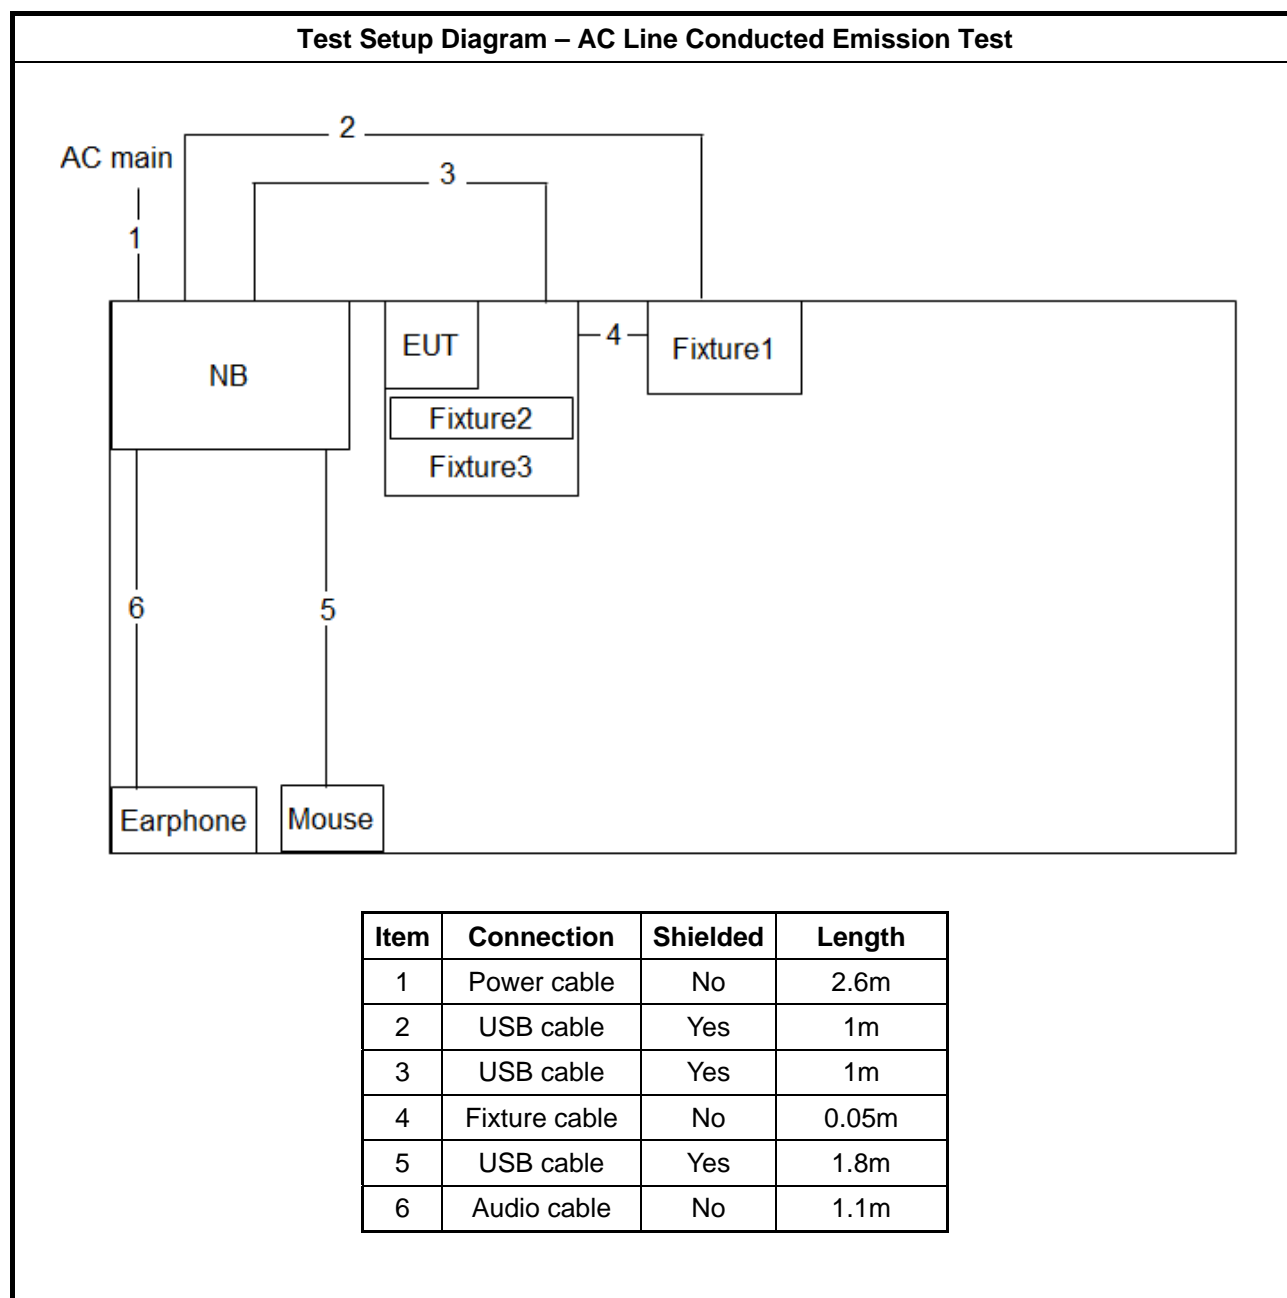 Test Setup Diagram – AC Line Conducted Emission Test
2
AC main
3
1
EUT
4
Fixture1
NB
Fixture2
Fixture3
6
5
Earphone
Mouse
Item Connection Shielded Length
1 Power cable No 2.6m
2 USB cable Yes 1m
3 USB cable Yes 1m
4 Fixture cable No 0.05m
5 USB cable Yes 1.8m
6 Audio cable No 1.1m